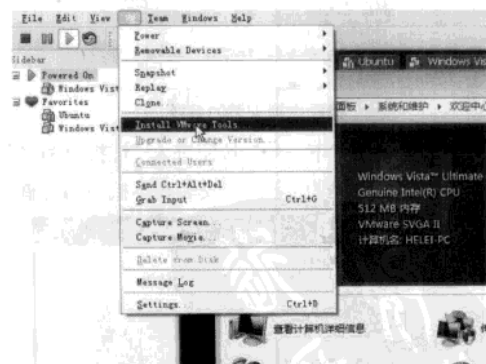 File Edit View Team Windows Help
Sidebar
Powered On
Windows Vist
Favorites
Ubuntu
Windows Vist
Power
Removable Devices
Snapshot
Replay
Clone...
Install VMware Tools
Upgrade or Change Version...
Connected Users
Send Ctrl+Alt+Del
Grab Input Ctrl+G
Capture Screen...
Capture Movie...
Delete from Disk
Message Log
Settings... Ctrl+D
Ubuntu Windows Vis
面板 系统和维护 欢迎中心
Windows Vista™ Ultimate
Genuine Intel(R) CPU
512 MB 内存
VMware SVGA II
计算机名: HELEI-PC
查看计算机详细信息